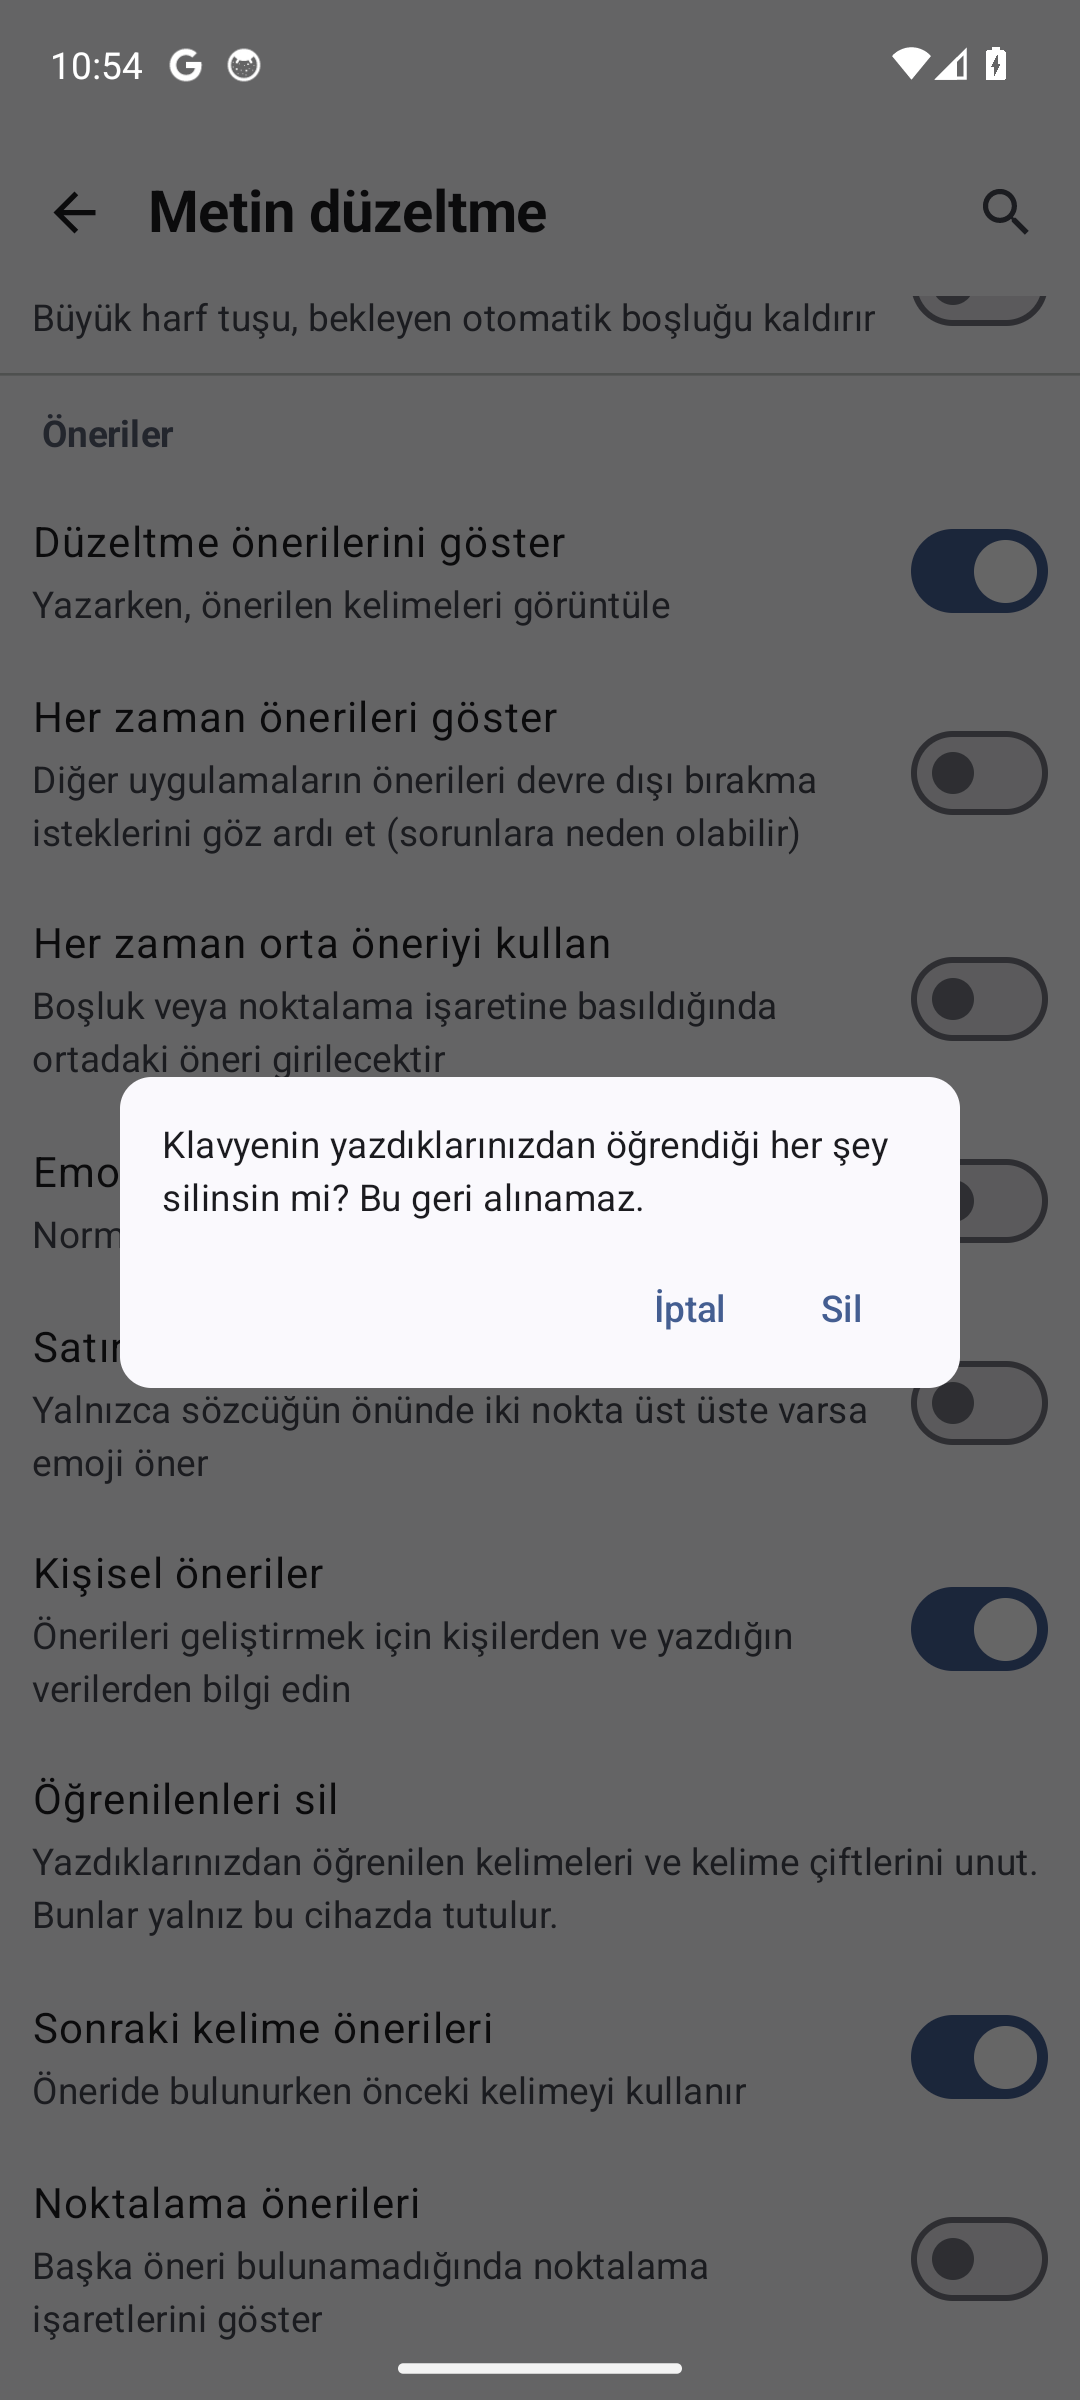 10:54
Metin düzeltme
Büyük harf tuşu, bekleyen otomatik boşluğu kaldırır
Öneriler
Düzeltme önerilerini göster
Yazarken, önerilen kelimeleri görüntüle
Her zaman önerileri göster
Diğer uygulamaların önerileri devre dışı bırakma
isteklerini göz ardı et (sorunlara neden olabilir)
Her zaman orta öneriyi kullan
Boşluk veya noktalama işaretine basıldığında
ortadaki öneri girilecektir
Klavyenin yazdıklarınızdan öğrendiği her şey
silinsin mi? Bu geri alınamaz.
İptal
Sil
Emo
Norm
Satır
Yalnızca sözcüğün önünde iki nokta üst üste varsa
emoji öner
Kişisel öneriler
Önerileri geliştirmek için kişilerden ve yazdığın
verilerden bilgi edin
Öğrenilenleri sil
Yazdıklarınızdan öğrenilen kelimeleri ve kelime çiftlerini unut.
Bunlar yalnız bu cihazda tutulur.
Sonraki kelime önerileri
Öneride bulunurken önceki kelimeyi kullanır
Noktalama önerileri
Başka öneri bulunamadığında noktalama
işaretlerini göster